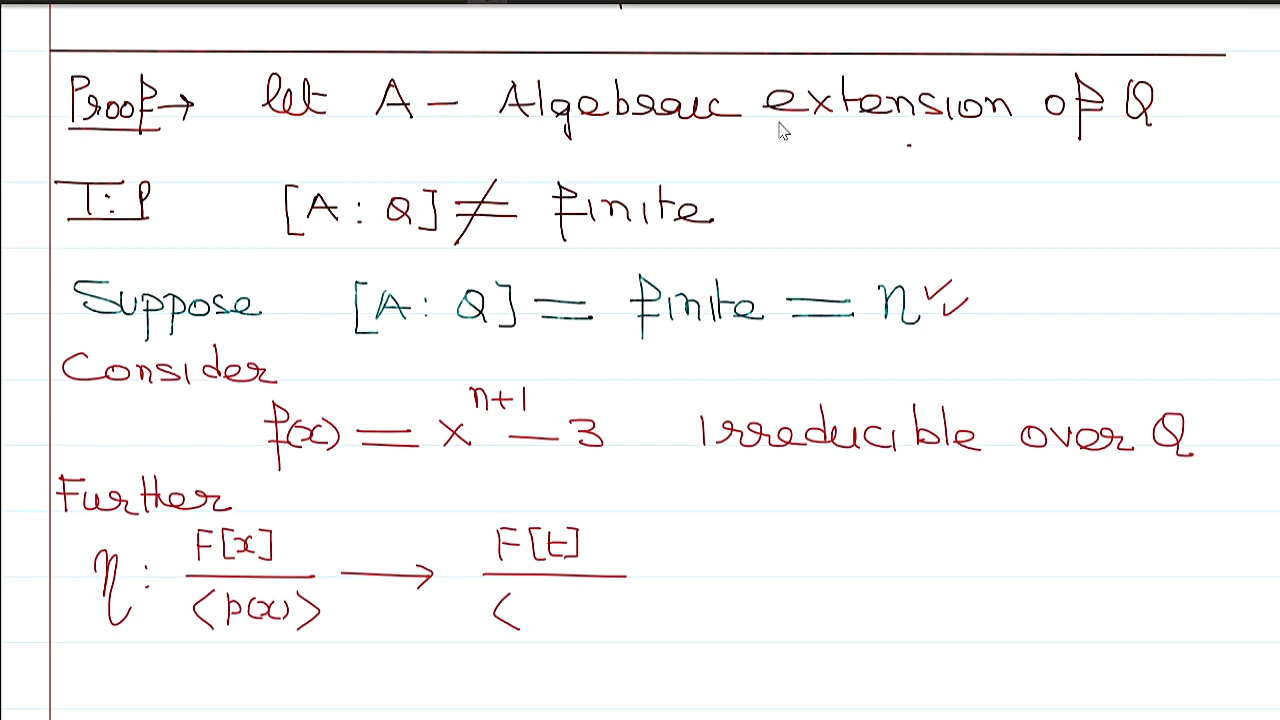 Proof → let A - Algebraic extension of Q
T:P [A : Q] ≠ finite
Suppose [A : Q] = finite = n ✓✓
Consider
f(x) = x^{n+1} - 3 irreducible over Q
Further
η : F[x] / <p(x)> → F[t] / <